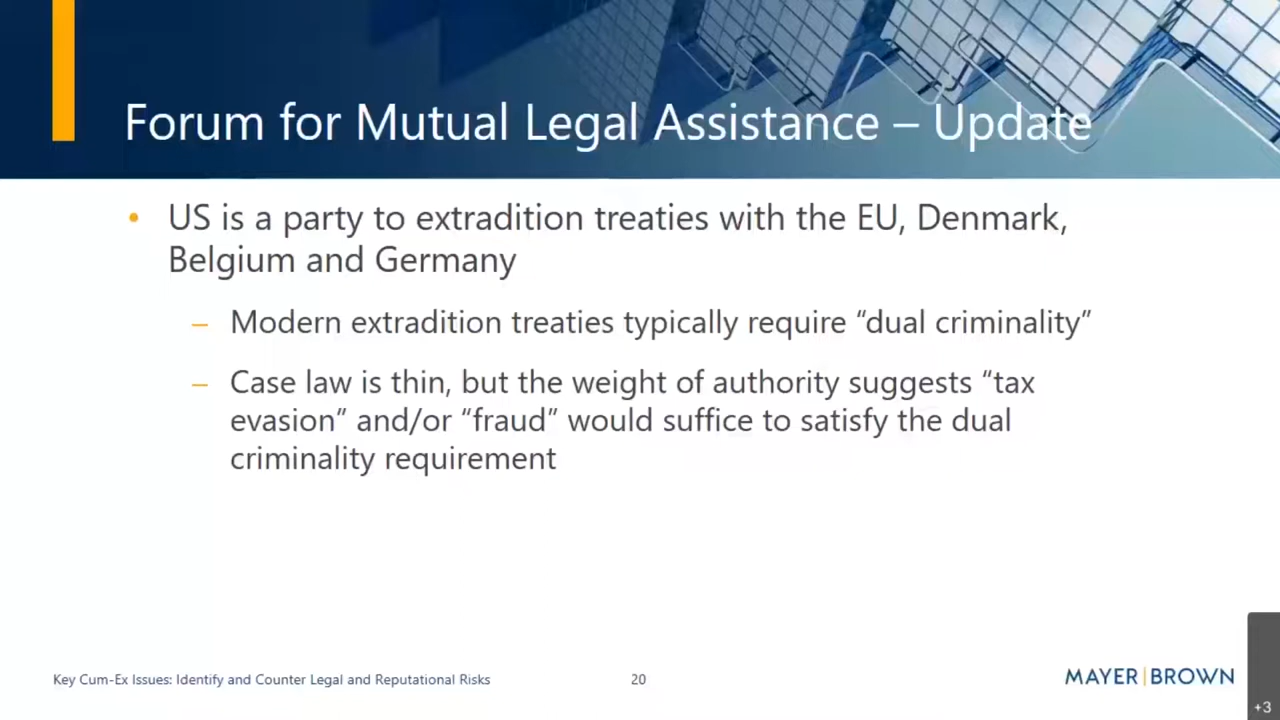 Forum for Mutual Legal Assistance – Update
• US is a party to extradition treaties with the EU, Denmark,
Belgium and Germany
– Modern extradition treaties typically require “dual criminality”
– Case law is thin, but the weight of authority suggests “tax
evasion” and/or “fraud” would suffice to satisfy the dual
criminality requirement
Key Cum-Ex Issues: Identify and Counter Legal and Reputational Risks
20
MAYER|BROWN
+3